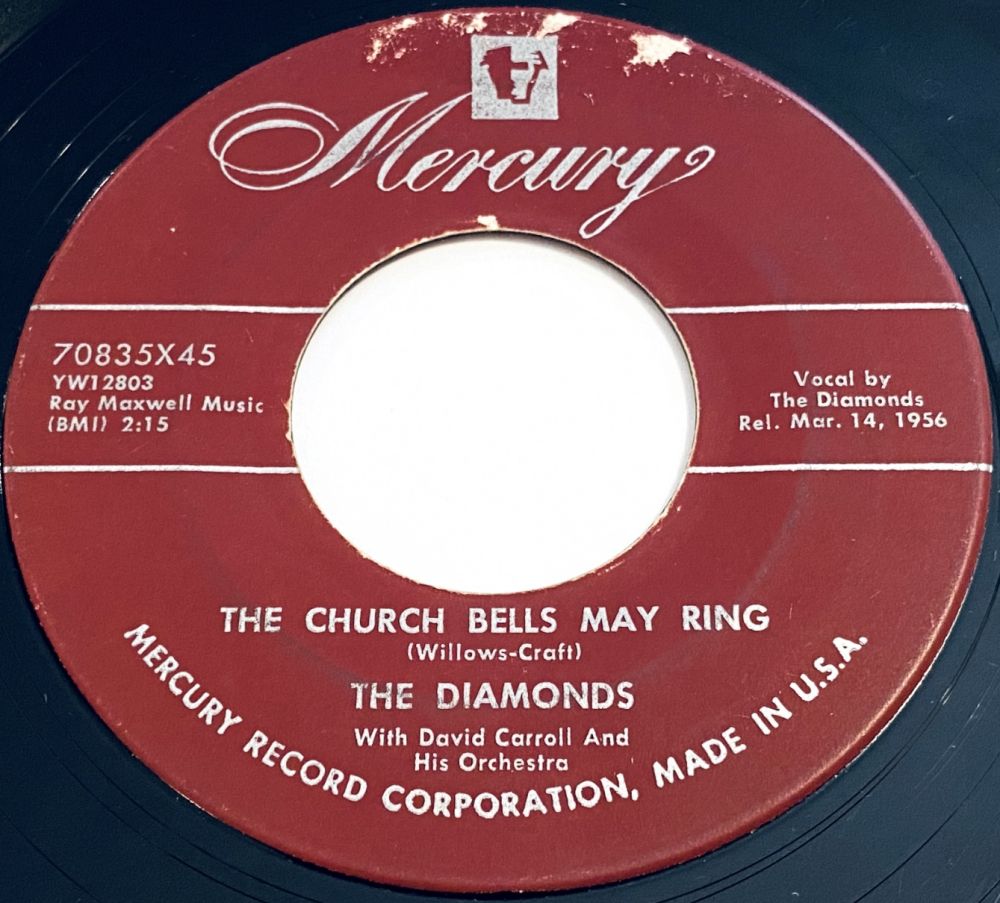 Mercury
70835X45
YW12803
Ray Maxwell Music
(BMI) 2:15
Vocal by
The Diamonds
Rel. Mar. 14, 1956
THE CHURCH BELLS MAY RING
(Willows-Craft)
THE DIAMONDS
With David Carroll And
His Orchestra
MERCURY RECORD CORPORATION, MADE IN U.S.A.